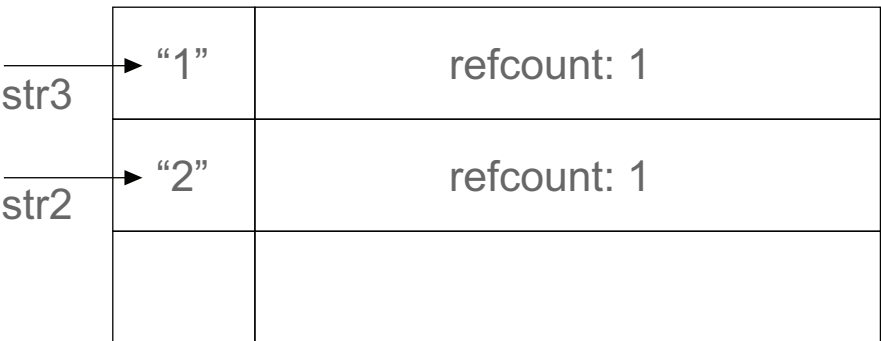 “1” refcount: 1
str3
“2” refcount: 1
str2